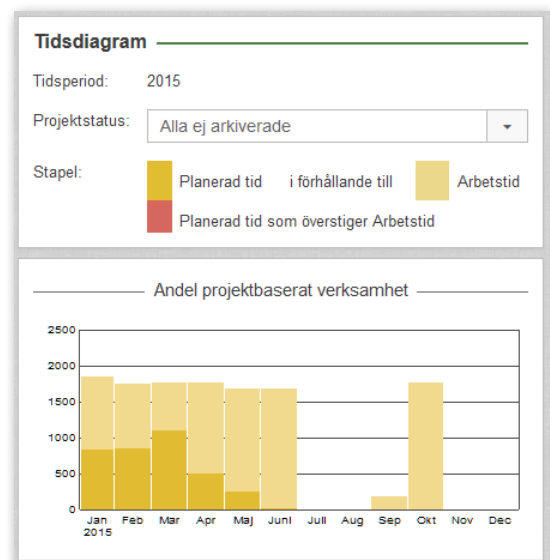 Tidsdiagram
Tidsperiod: 2015
Projektstatus: Alla ej arkiverade
Stapel: Planerad tid i förhållande till Arbetstid
Planerad tid som överstiger Arbetstid
Andel projektbaserat verksamhet
2500
2000
1500
1000
500
0
Jan Feb Mar Apr Maj Juni Juli Aug Sep Okt Nov Dec
2015